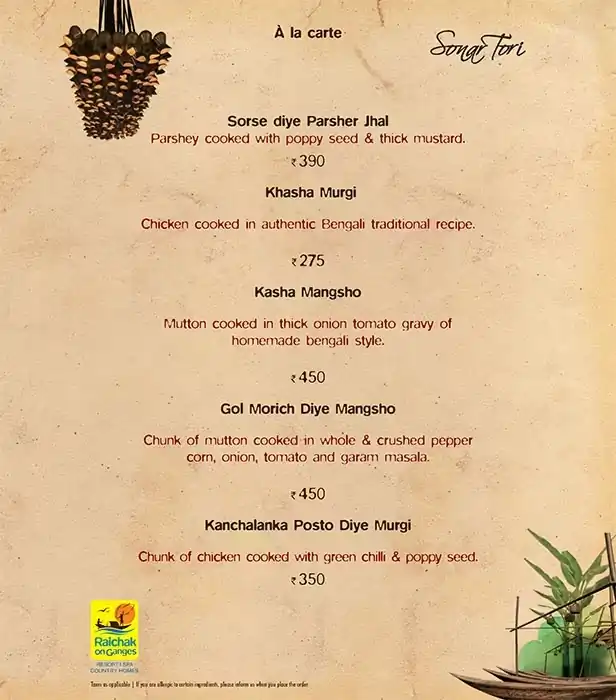 À la carte
Sonar Tori
Sorse diye Parsher Jhal
Parshey cooked with poppy seed & thick mustard.
₹390
Khasha Murgi
Chicken cooked in authentic Bengali traditional recipe.
₹275
Kasha Mangsho
Mutton cooked in thick onion tomato gravy of
homemade bengali style.
₹450
Gol Morich Diye Mangsho
Chunk of mutton cooked in whole & crushed pepper
corn, onion, tomato and garam masala.
₹450
Kanchalanka Posto Diye Murgi
Chunk of chicken cooked with green chilli & poppy seed.
₹350
Raichak
on Ganges
RESORT | SPA
COUNTRY HOMES
Taxes as applicable | If you are allergic to certain ingredients, please inform us when you place the order